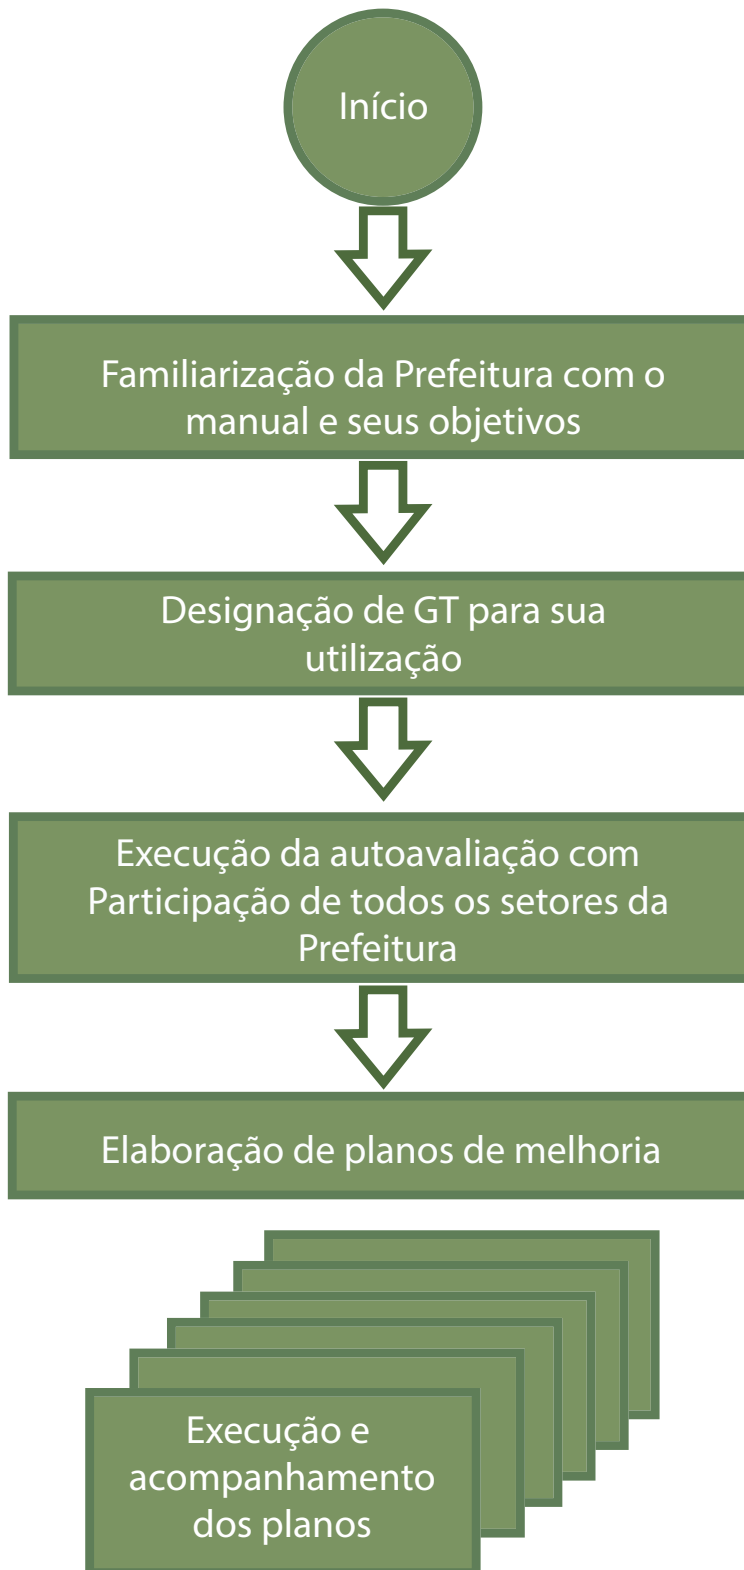 Início
Familiarização da Prefeitura com o
manual e seus objetivos
Designação de GT para sua
utilização
Execução da autoavaliação com
Participação de todos os setores da
Prefeitura
Elaboração de planos de melhoria
Execução e
acompanhamento
dos planos